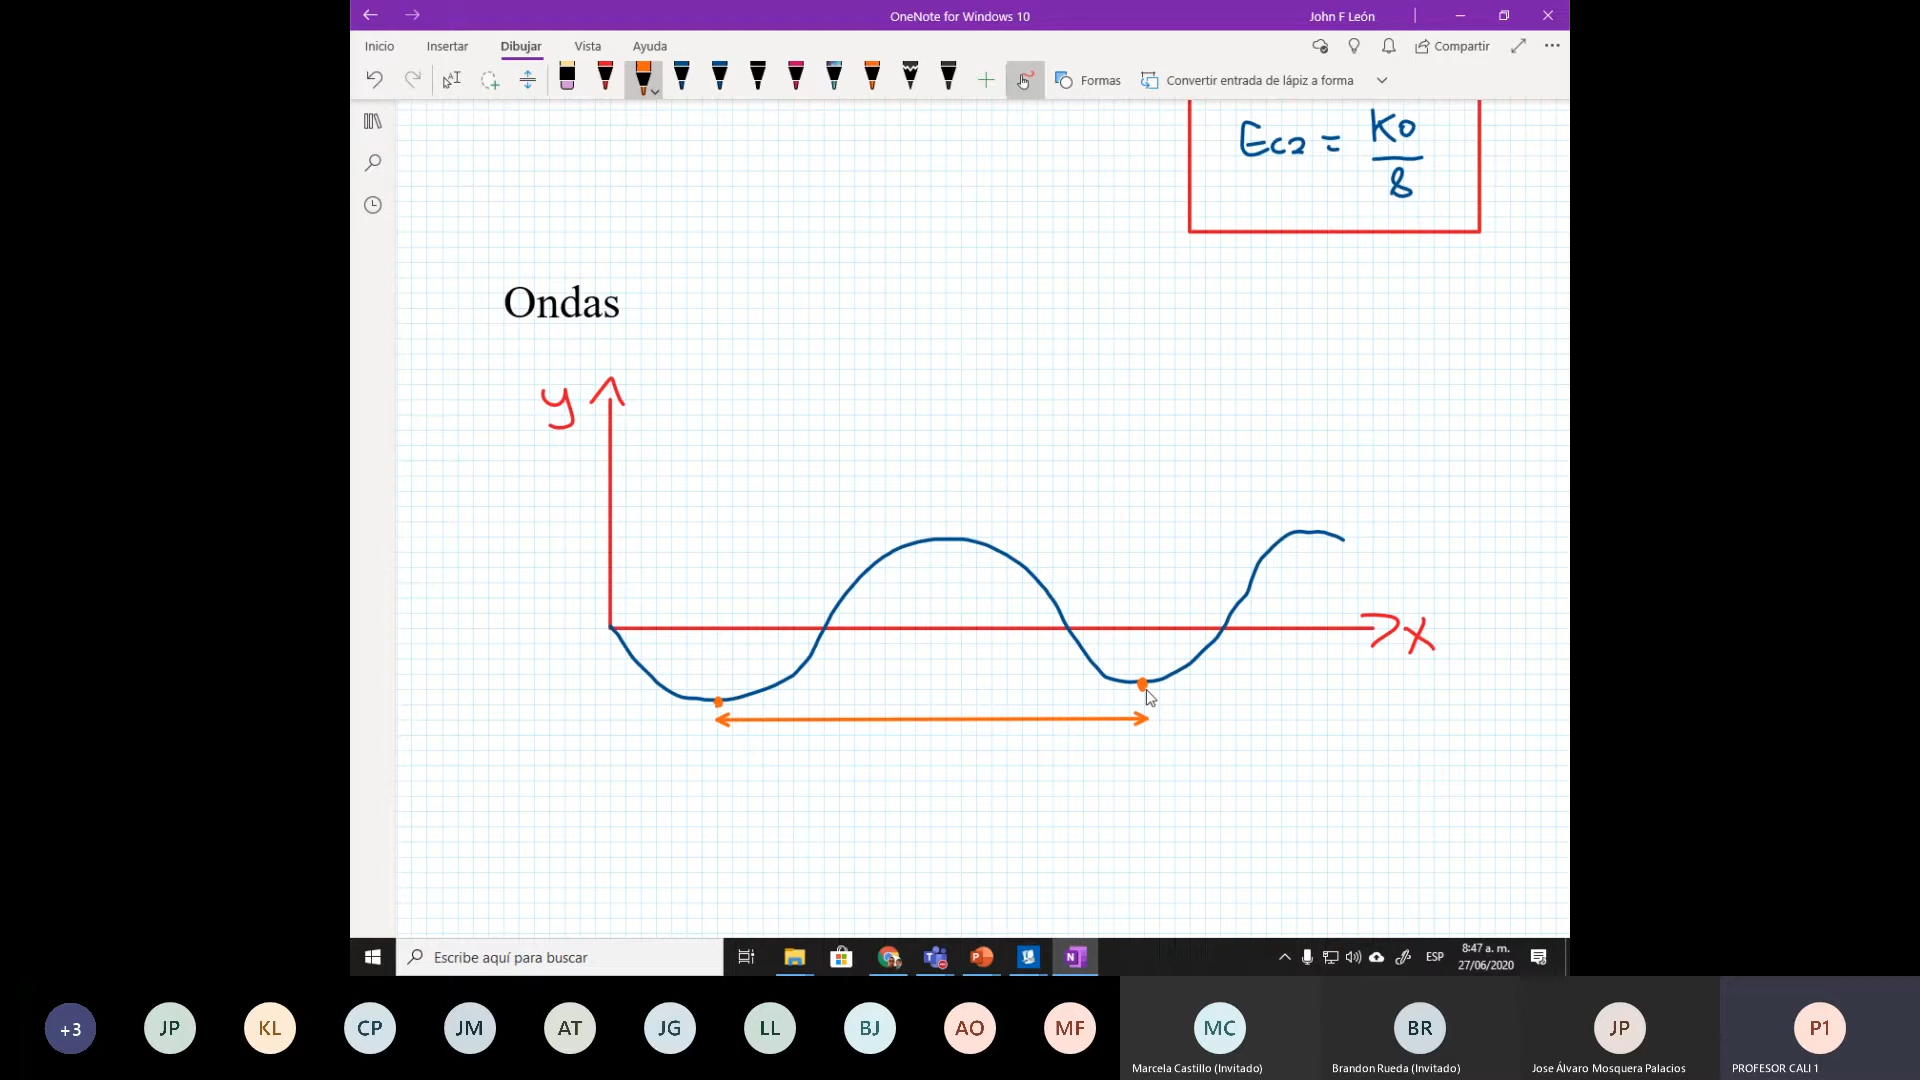 OneNote for Windows 10
John F León
Inicio Insertar Dibujar Vista Ayuda
Compartir
Formas Convertir entrada de lápiz a forma
Ec2 = K0/8
Ondas
y
x
Escribe aquí para buscar
ESP
8:47 a. m.
27/06/2020
+3 JP KL CP JM AT JG LL BJ AO MF MC BR JP P1
Marcela Castillo (Invitado) Brandon Rueda (Invitado) Jose Álvaro Mosquera Palacios PROFESOR CALI 1